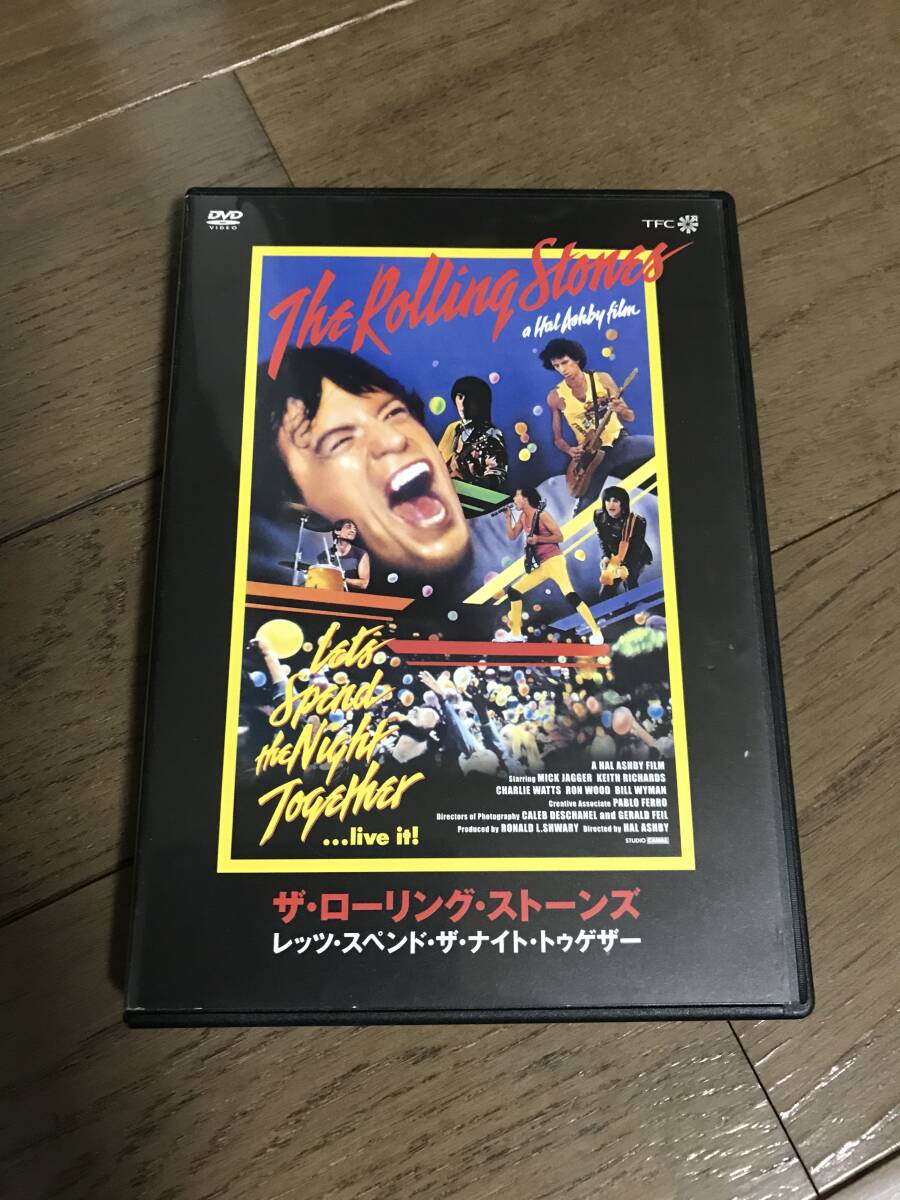 DVD
VIDEO
TFC
The Rolling Stones
a Hal Ashby film
Let's
Spend
the Night
Together
...live it!
A HAL ASHBY FILM
Starring MICK JAGGER KEITH RICHARDS
CHARLIE WATTS RON WOOD BILL WYMAN
Creative Associate PABLO FERRO
Directors of Photography CALEB DESCHANEL and GERALD FEIL
Produced by RONALD L.SHWARY Directed by HAL ASHBY
STUDIO CANAL
ザ・ローリング・ストーンズ
レッツ・スペンド・ザ・ナイト・トゥゲザー